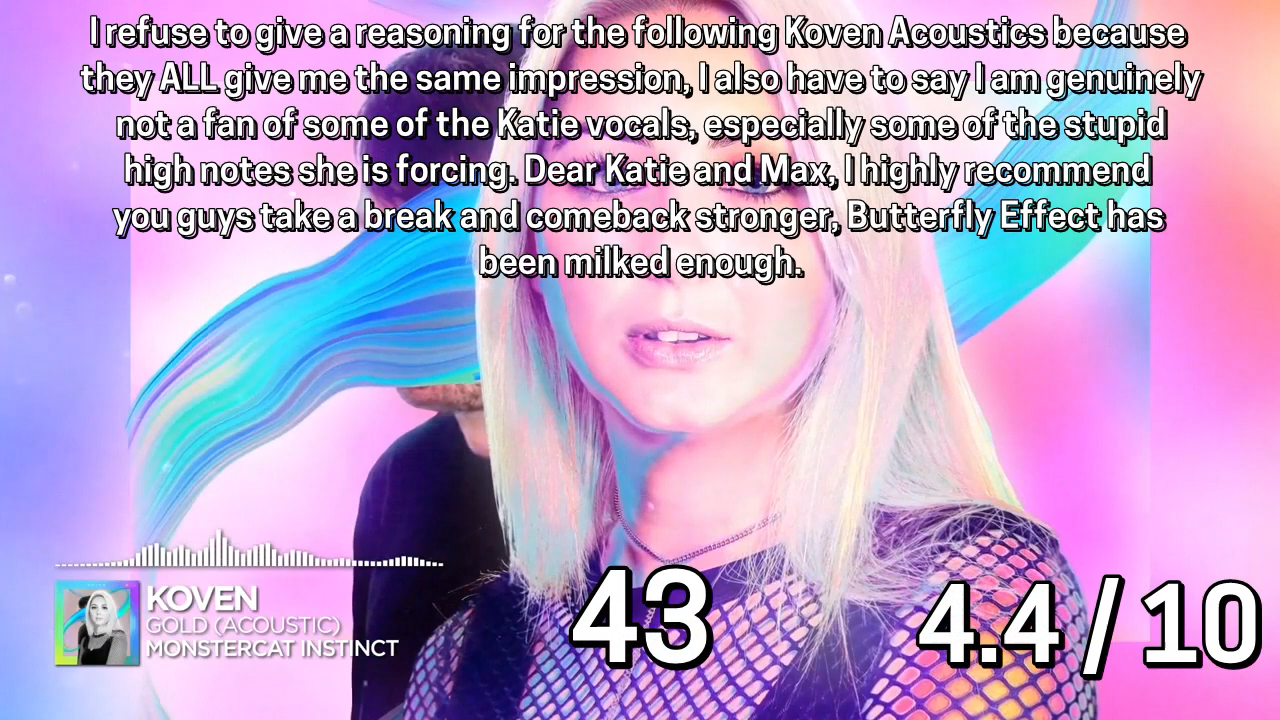 I refuse to give a reasoning for the following Koven Acoustics because
they ALL give me the same impression, I also have to say I am genuinely
not a fan of some of the Katie vocals, especially some of the stupid
high notes she is forcing. Dear Katie and Max, I highly recommend
you guys take a break and comeback stronger, Butterfly Effect has
been milked enough.
KOVEN
GOLD (ACOUSTIC)
MONSTERCAT INSTINCT
43
4.4 / 10